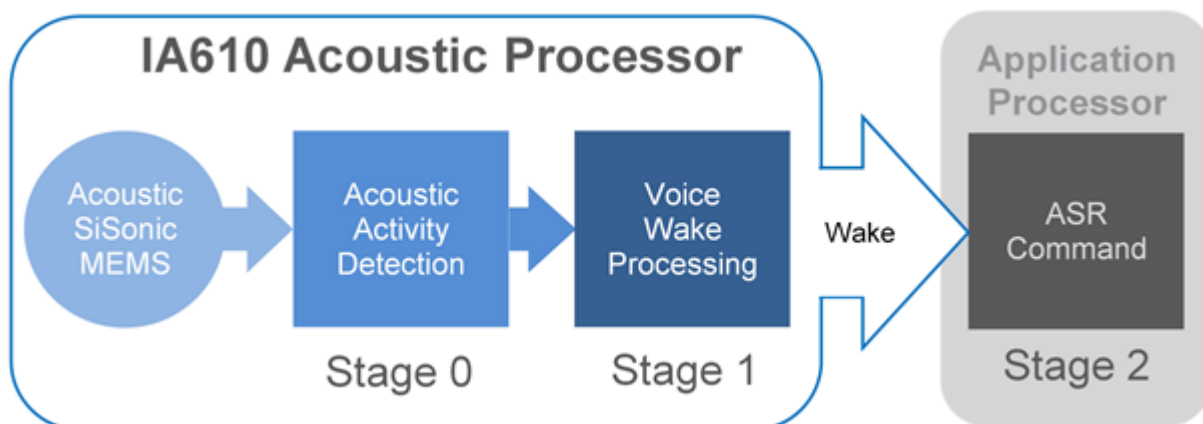 IA610 Acoustic Processor
Acoustic
SiSonic
MEMS
Acoustic
Activity
Detection
Stage 0
Voice
Wake
Processing
Stage 1
Wake
Application
Processor
ASR
Command
Stage 2